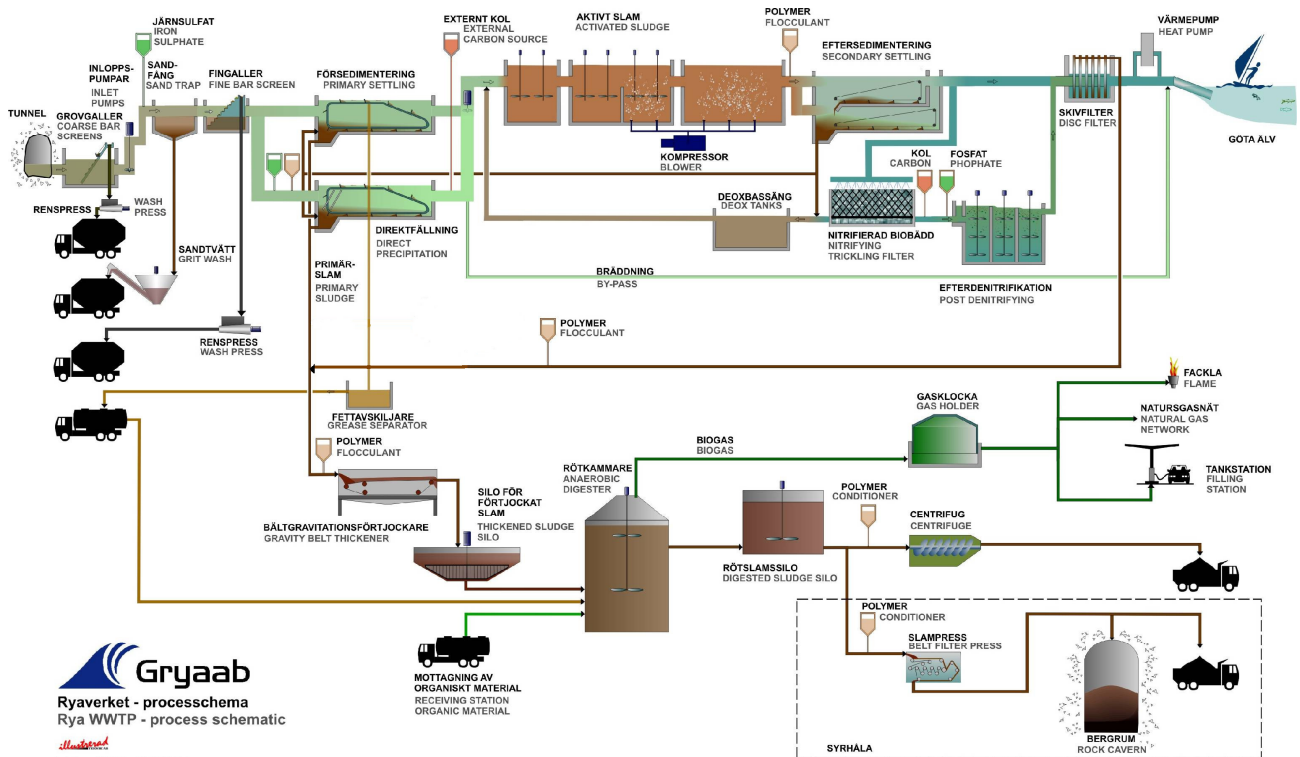 JÄRNSULFAT
IRON
SULPHATE
EXTERNT KOL
EXTERNAL
CARBON SOURCE
AKTIVT SLAM
ACTIVATED SLUDGE
POLYMER
FLOCCULANT
VÄRMEPUMP
HEAT PUMP
INLOPPS-
PUMPAR
INLET
PUMPS
SAND-
FÅNG
SAND TRAP
FINGALLER
FINE BAR SCREEN
FÖRSEDIMENTERING
PRIMARY SETTLING
EFTERSEDIMENTERING
SECONDARY SETTLING
TUNNEL
GROVGALLER
COARSE BAR
SCREENS
SKIVFILTER
DISC FILTER
GÖTA ÄLV
KOMPRESSOR
BLOWER
KOL
CARBON
FOSFAT
PHOPHATE
RENSPRESS
WASH
PRESS
DEOXBASSÄNG
DEOX TANKS
DIREKTFÄLLNING
DIRECT
PRECIPITATION
NITRIFIERAD BIOBÄDD
NITRIFYING
TRICKLING FILTER
SANDTVÄTT
GRIT WASH
PRIMÄR-
SLAM
PRIMARY
SLUDGE
BRÄDDNING
BY-PASS
EFTERDENITRIFIKATION
POST DENITRIFYING
RENSPRESS
WASH PRESS
POLYMER
FLOCCULANT
FACKLA
FLAME
FETTAVSKILJARE
GREASE SEPARATOR
GASKLOCKA
GAS HOLDER
NATURSGASNÄT
NATURAL GAS
NETWORK
POLYMER
FLOCCULANT
BIOGAS
BIOGAS
RÖTKAMMARE
ANAEROBIC
DIGESTER
TANKSTATION
FILLING
STATION
SILO FÖR
FÖRTJOCKAT
SLAM
THICKENED SLUDGE
SILO
POLYMER
CONDITIONER
BÄLTGRAVITATIONSFÖRTJOCKARE
GRAVITY BELT THICKENER
CENTRIFUG
CENTRIFUGE
RÖTSLAMSSILO
DIGESTED SLUDGE SILO
POLYMER
CONDITIONER
SLAMPRESS
BELT FILTER PRESS
MOTTAGNING AV
ORGANISKT MATERIAL
RECEIVING STATION
ORGANIC MATERIAL
Gryaab
Ryaverket - processchema
Rya WWTP - process schematic
illustrerad
BERGRUM
ROCK CAVERN
SYRHÅLA